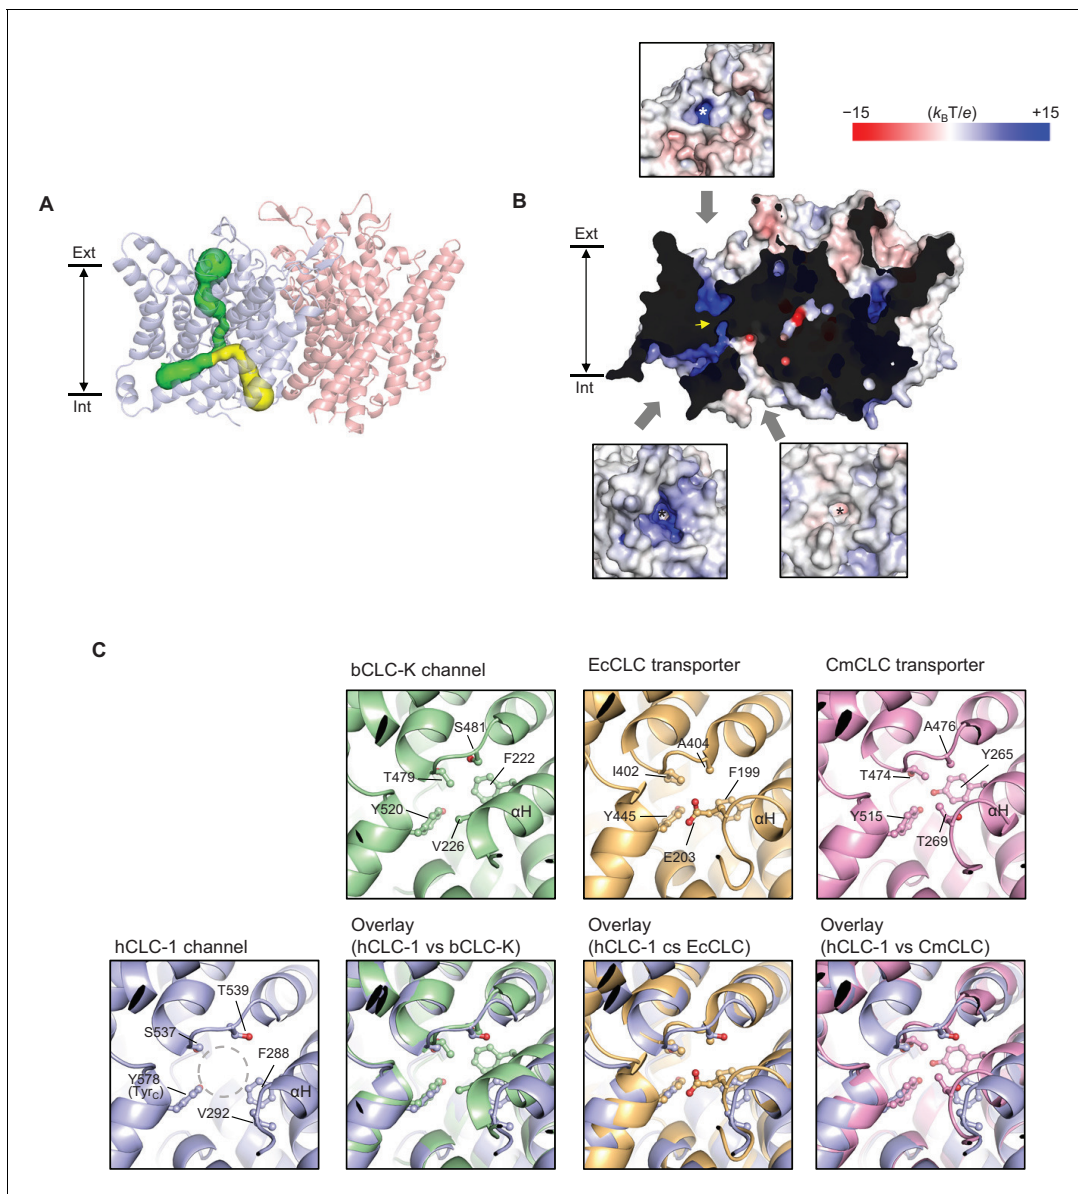 −15 (kBT/e) +15
A
B
Ext
Int
Ext
Int
*
*
*
C
bCLC-K channel
EcCLC transporter
CmCLC transporter
S481
F222
T479
Y520
V226
αH
A404
I402
F199
Y445
E203
αH
A476
Y265
T474
Y515
T269
αH
hCLC-1 channel
Overlay
(hCLC-1 vs bCLC-K)
Overlay
(hCLC-1 cs EcCLC)
Overlay
(hCLC-1 vs CmCLC)
T539
S537
F288
Y578
(TyrC)
V292
αH